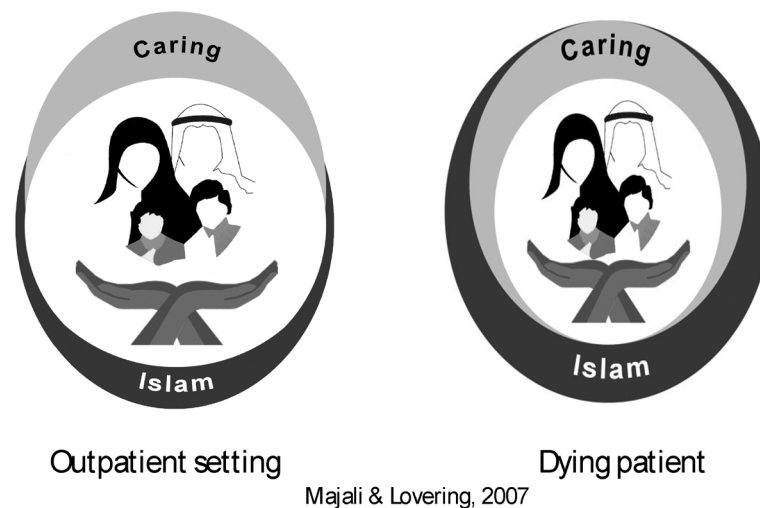 Caring
Caring
Islam
Islam
Outpatient setting
Dying patient
Majali & Lovering, 2007